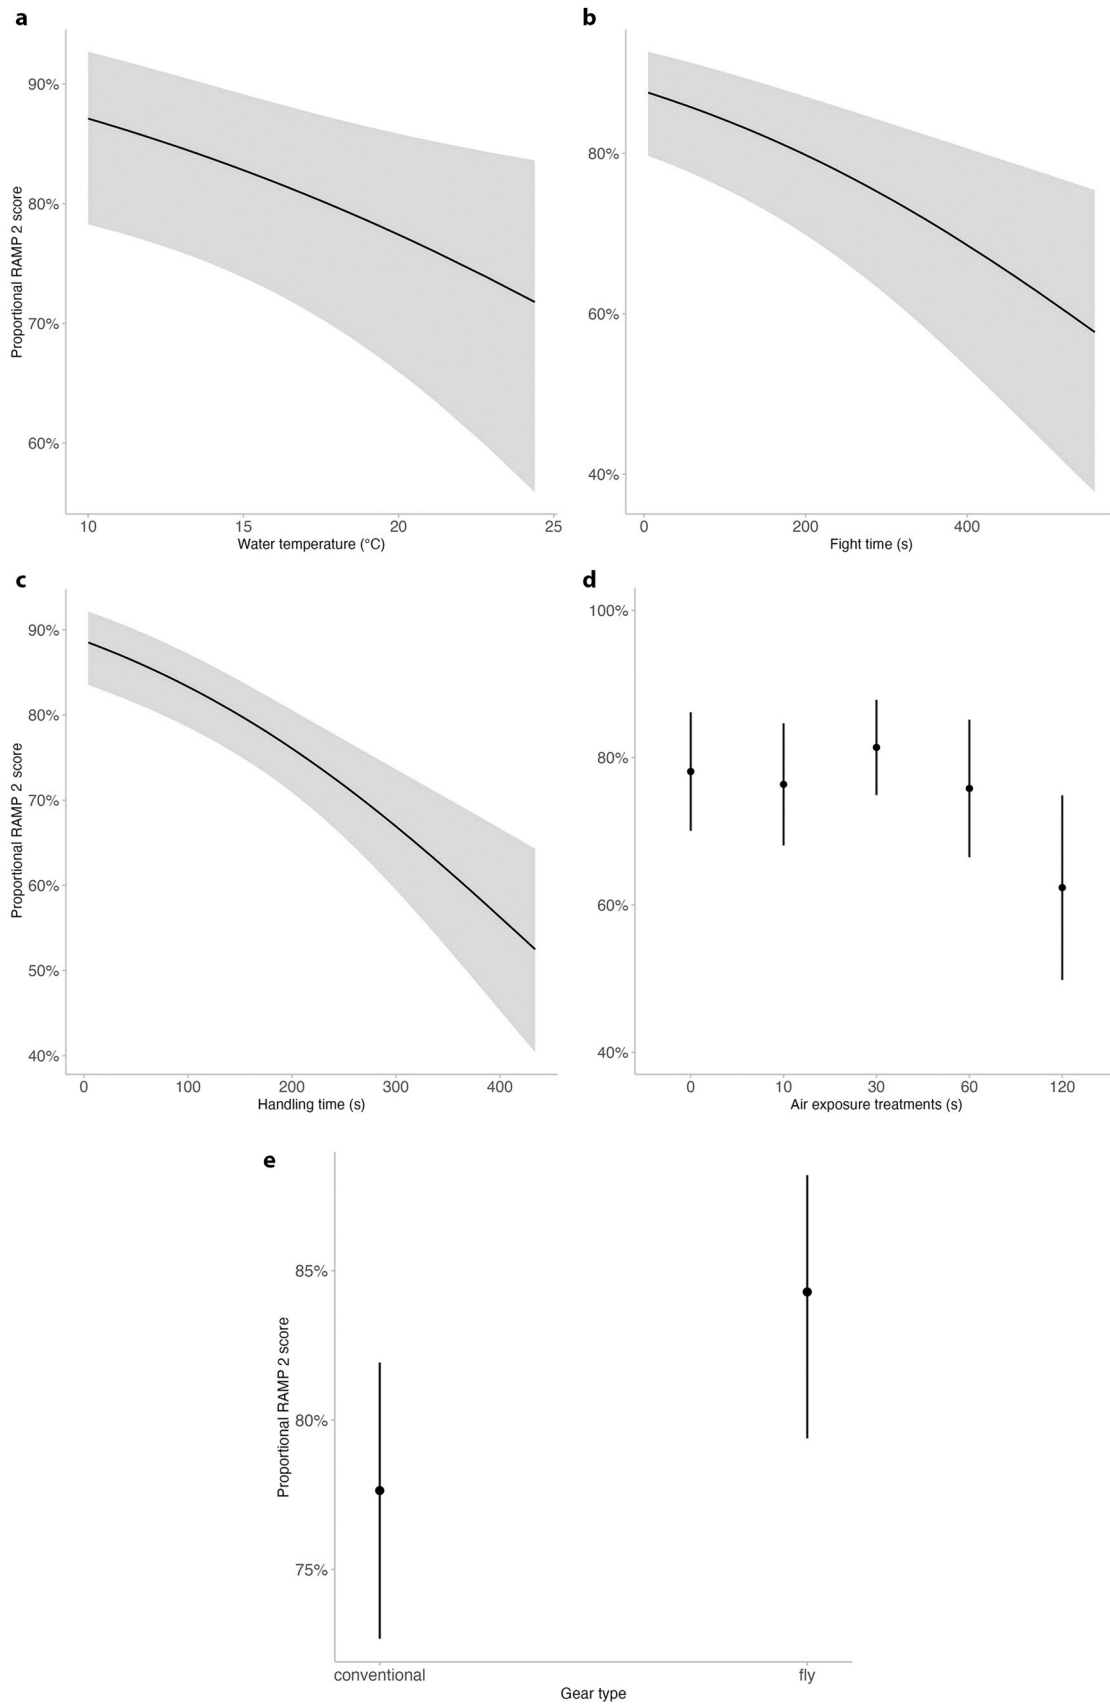 a
90%
80%
70%
60%
Proportional RAMP 2 score
10 15 20 25
Water temperature (°C)
b
80%
60%
40%
0 200 400
Fight time (s)
c
90%
80%
70%
60%
50%
40%
Proportional RAMP 2 score
0 100 200 300 400
Handling time (s)
d
100%
80%
60%
40%
0 10 30 60 120
Air exposure treatments (s)
e
85%
80%
75%
Proportional RAMP 2 score
conventional fly
Gear type